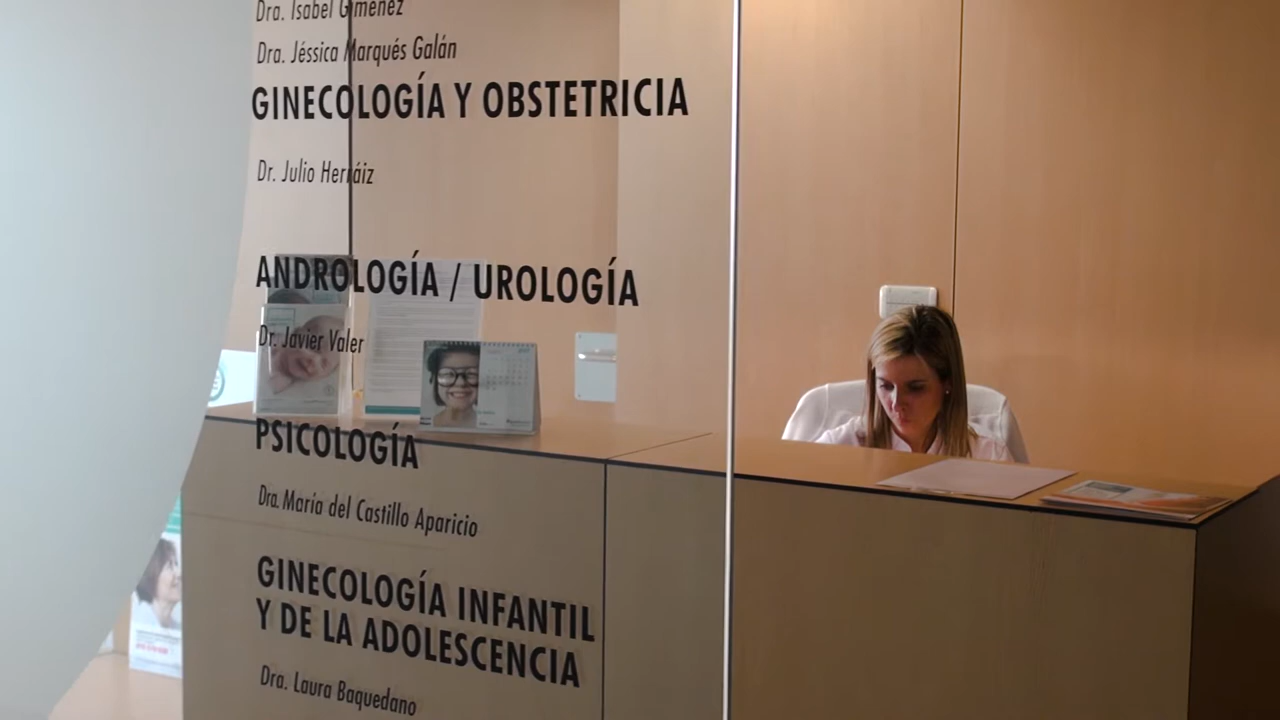 Dra. Isabel Giménez
Dra. Jéssica Marqués Galán
GINECOLOGÍA Y OBSTETRICIA
Dr. Julio Herráiz
ANDROLOGÍA / UROLOGÍA
Dr. Javier Valer
PSICOLOGÍA
Dra. María del Castillo Aparicio
GINECOLOGÍA INFANTIL
Y DE LA ADOLESCENCIA
Dra. Laura Baquedano